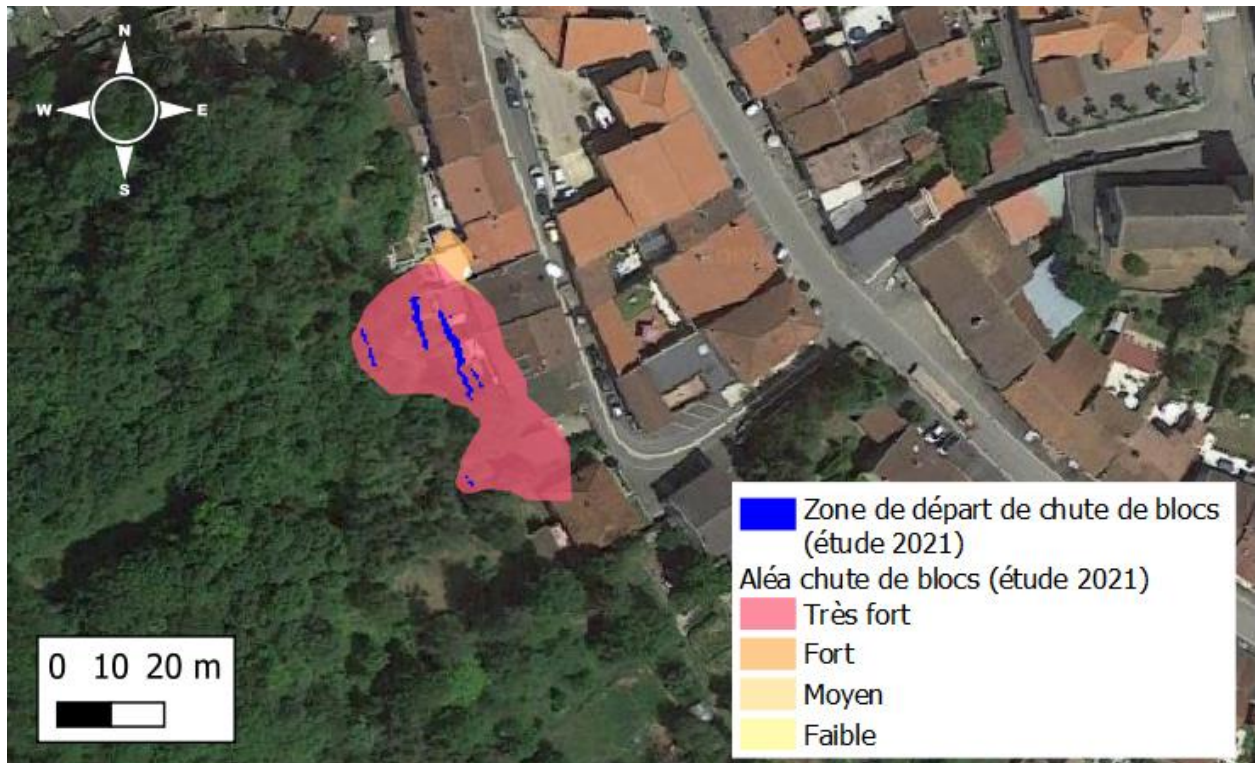 N
W E
S
Zone de départ de chute de blocs
(étude 2021)
Aléa chute de blocs (étude 2021)
Très fort
Fort
Moyen
Faible
0 10 20 m